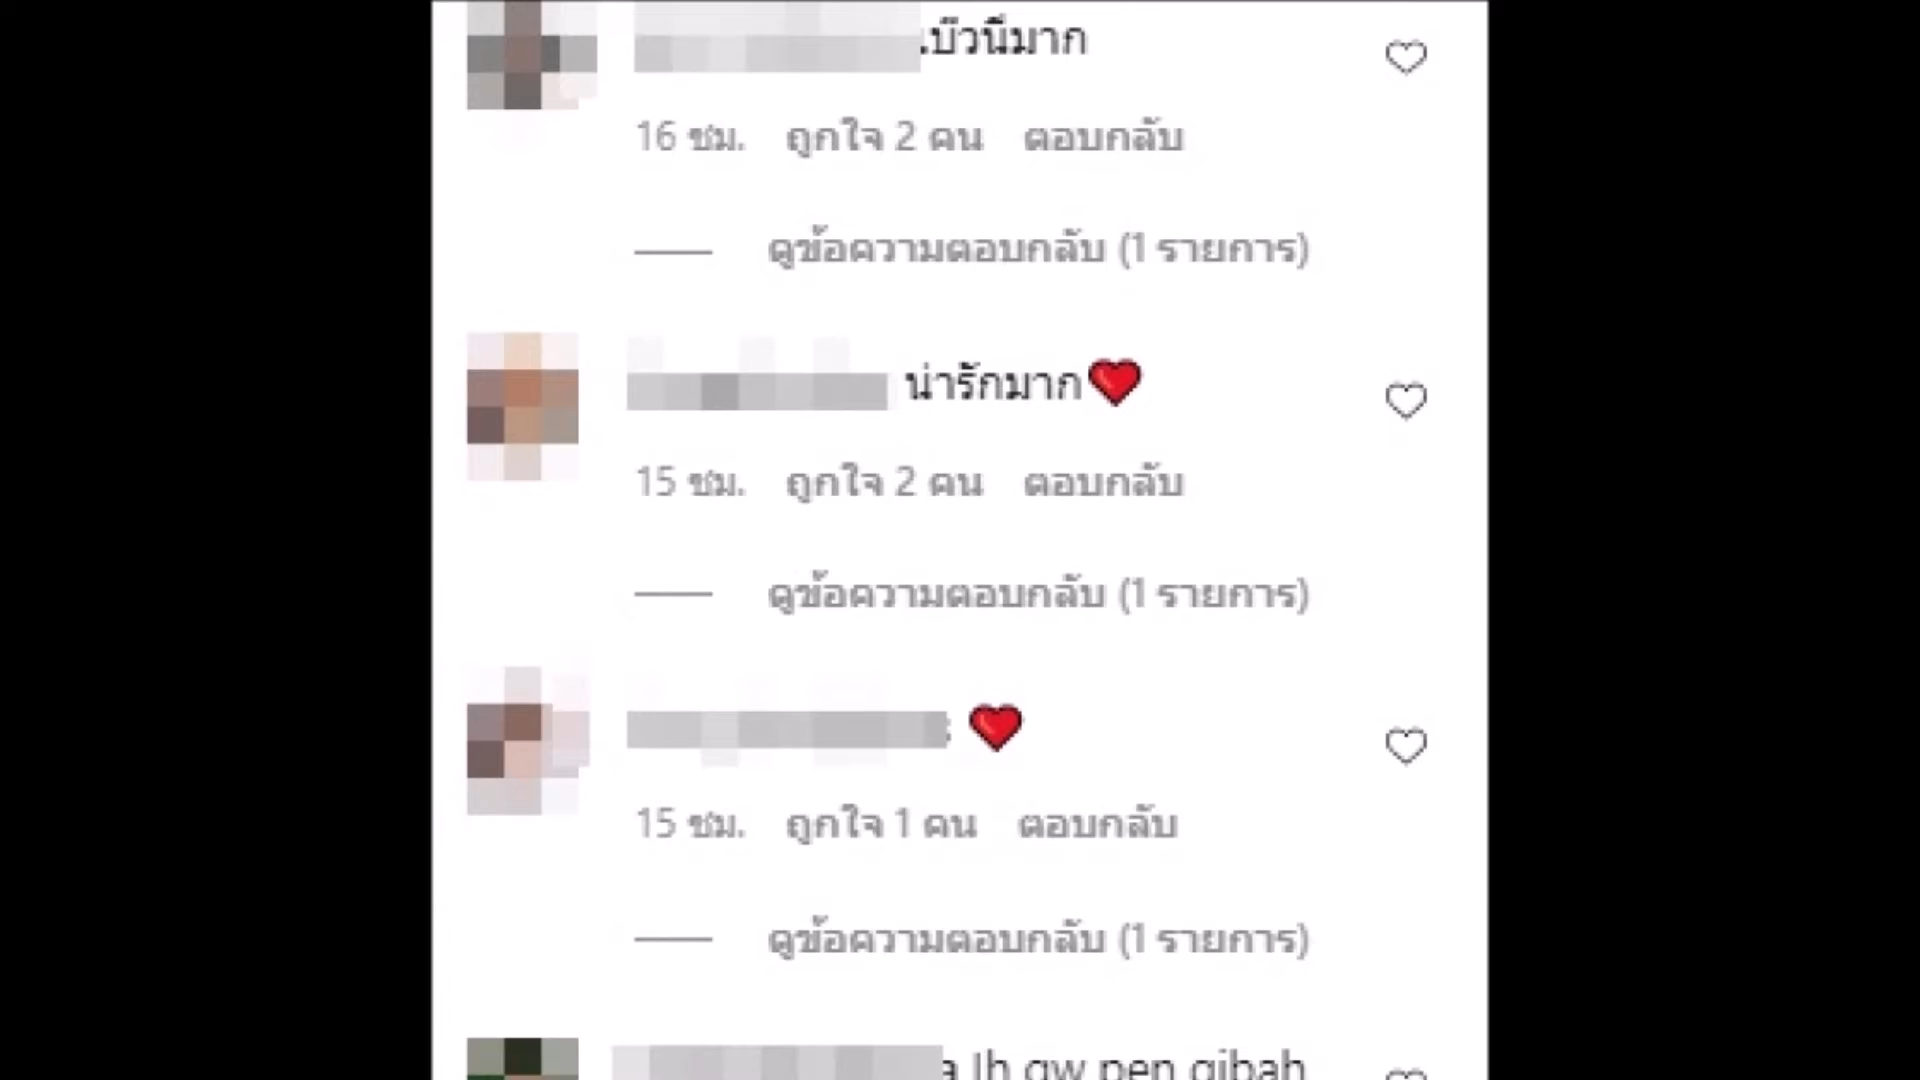 เบ๊วนี้มาก
16 ชม. ถูกใจ 2 คน ตอบกลับ
ดูข้อความตอบกลับ (1 รายการ)
น่ารักมาก❤️
15 ชม. ถูกใจ 2 คน ตอบกลับ
ดูข้อความตอบกลับ (1 รายการ)
❤️
15 ชม. ถูกใจ 1 คน ตอบกลับ
ดูข้อความตอบกลับ (1 รายการ)
gw pen gibah